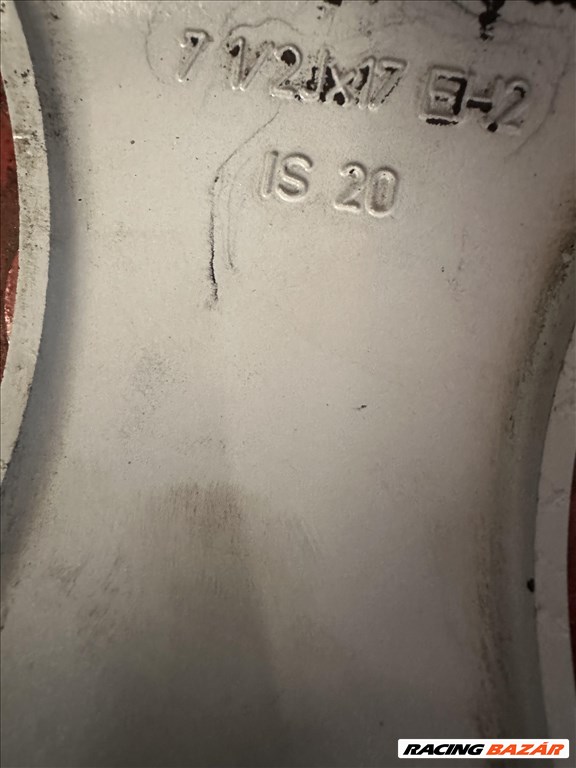 7 1/2Jx17 EH2
IS 20
RACING BAZÁR